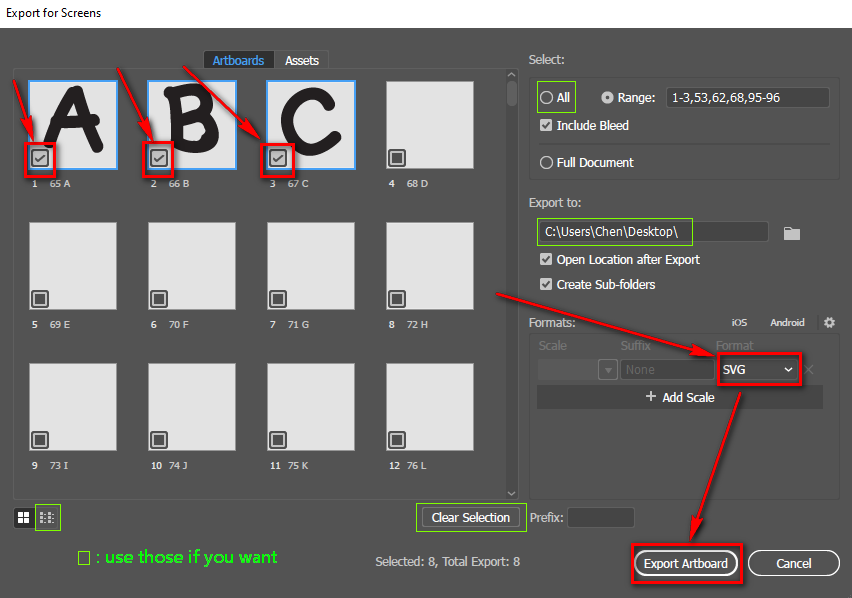 Export for Screens
Artboards Assets
A B C
1 65 A 2 66 B 3 67 C 4 68 D
5 69 E 6 70 F 7 71 G 8 72 H
9 73 I 10 74 J 11 75 K 12 76 L
Clear Selection
: use those if you want
Selected: 8, Total Export: 8
Select:
All Range: 1-3,53,62,68,95-96
Include Bleed
Full Document
Export to:
C:\Users\Chen\Desktop\
Open Location after Export
Create Sub-folders
Formats: iOS Android
Scale Suffix Format
None SVG
+ Add Scale
Prefix:
Export Artboard Cancel